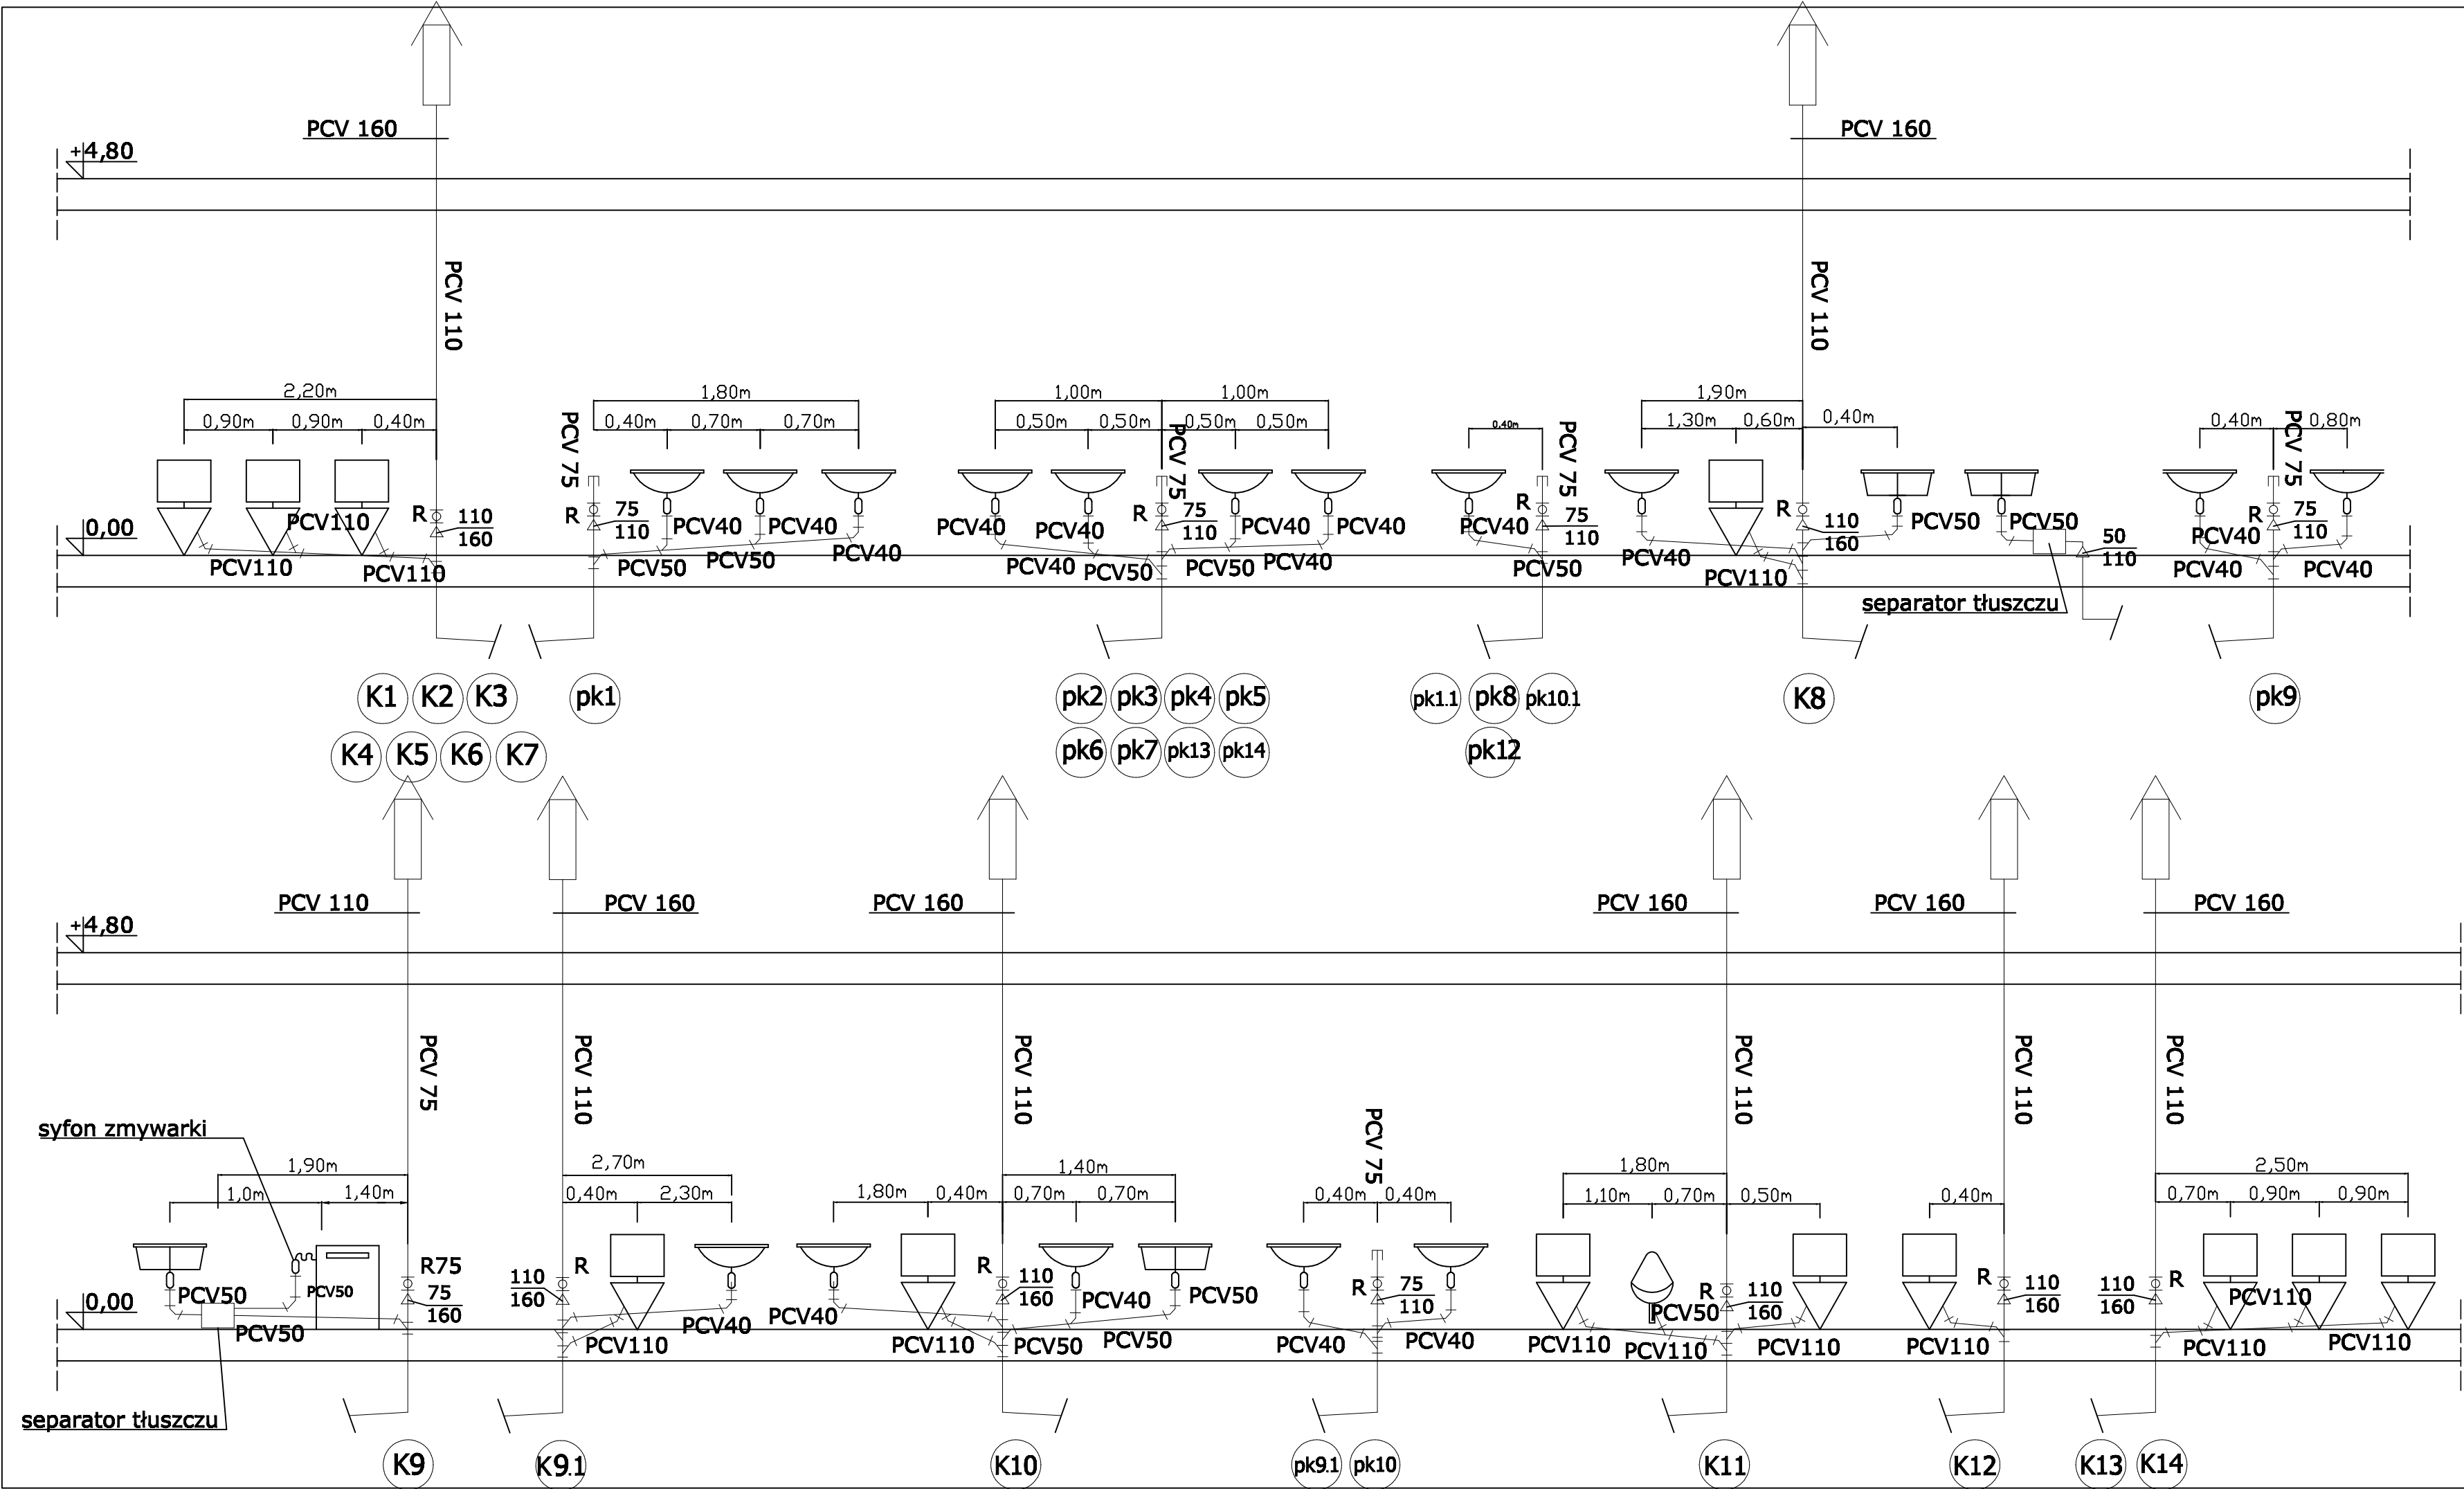 PCV 160
PCV 160
+4,80
PCV 110
PCV 110
2,20m
0,90m 0,90m 0,40m
1,80m
0,40m 0,70m 0,70m
1,00m 1,00m
0,50m 0,50m 0,50m 0,50m
0,40m
1,90m
1,30m 0,60m 0,40m
0,40m 0,80m
PCV 75
PCV 75
PCV 75
PCV 75
0,00
PCV110
R
110
160
R
75
110
PCV40 PCV40
PCV40
PCV40
PCV40
R
75
110
PCV40 PCV40
PCV40
R
75
110
R
110
160
PCV50 PCV50
50
110
PCV40
R
75
110
PCV110 PCV110
PCV50 PCV50
PCV40 PCV50 PCV50 PCV40
PCV50
PCV40
PCV110
PCV40 PCV40
separator tłuszczu
K1 K2 K3
pk1
pk2 pk3 pk4 pk5
pk1.1 pk8 pk10.1
K8
pk9
K4 K5 K6 K7
pk6 pk7 pk13 pk14
pk12
PCV 110
PCV 160
PCV 160
PCV 160
PCV 160
PCV 160
+4,80
PCV 75
PCV 110
PCV 110
PCV 75
PCV 110
PCV 110
PCV 110
syfon zmywarki
1,90m
1,0m 1,40m
2,70m
0,40m 2,30m
1,80m 0,40m
1,40m
0,70m 0,70m
0,40m 0,40m
1,80m
1,10m 0,70m 0,50m
0,40m
2,50m
0,70m 0,90m 0,90m
0,00
PCV50
PCV50
R75
75
160
110
160
R
R
110
160
PCV40
PCV50
R
75
110
PCV50
R
110
160
R
110
160
110
160
R
PCV110
PCV50
PCV110
PCV40
PCV40
PCV110
PCV50
PCV50
PCV40
PCV40
PCV110
PCV110
PCV110
PCV110
PCV110
PCV110
separator tłuszczu
K9
K9.1
K10
pk9.1 pk10
K11
K12
K13 K14